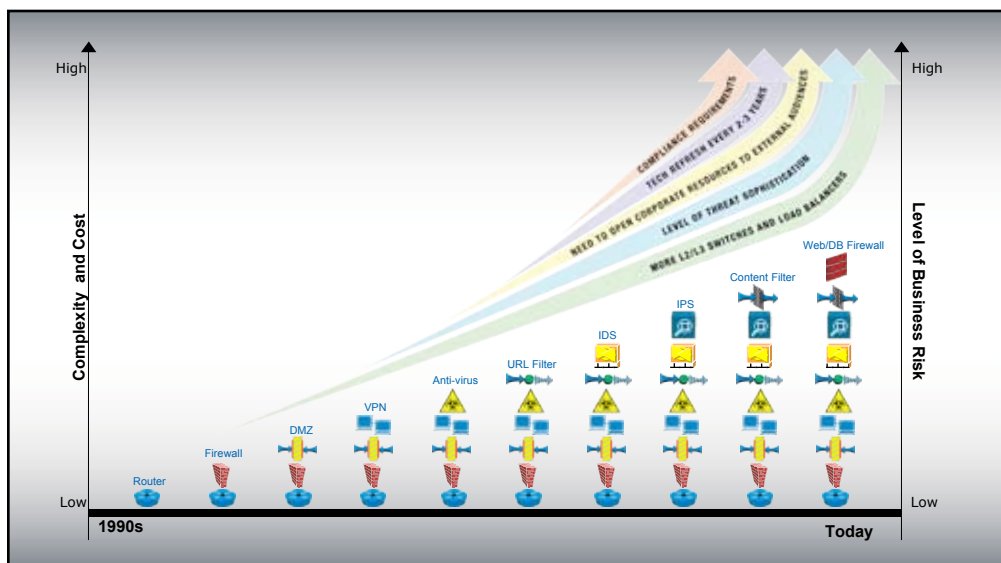 High
High
COMPLIANCE REQUIREMENTS
TECH REFRESH EVERY 2-3 YEARS
NEED TO OPEN CORPORATE RESOURCES TO EXTERNAL AUDIENCES
LEVEL OF THREAT SOPHISTICATION
MORE L2/L3 SWITCHES AND LOAD BALANCERS
Complexity and Cost
Level of Business Risk
Web/DB Firewall
Content Filter
IPS
IDS
URL Filter
Anti-virus
VPN
DMZ
Firewall
Router
Low
Low
1990s
Today